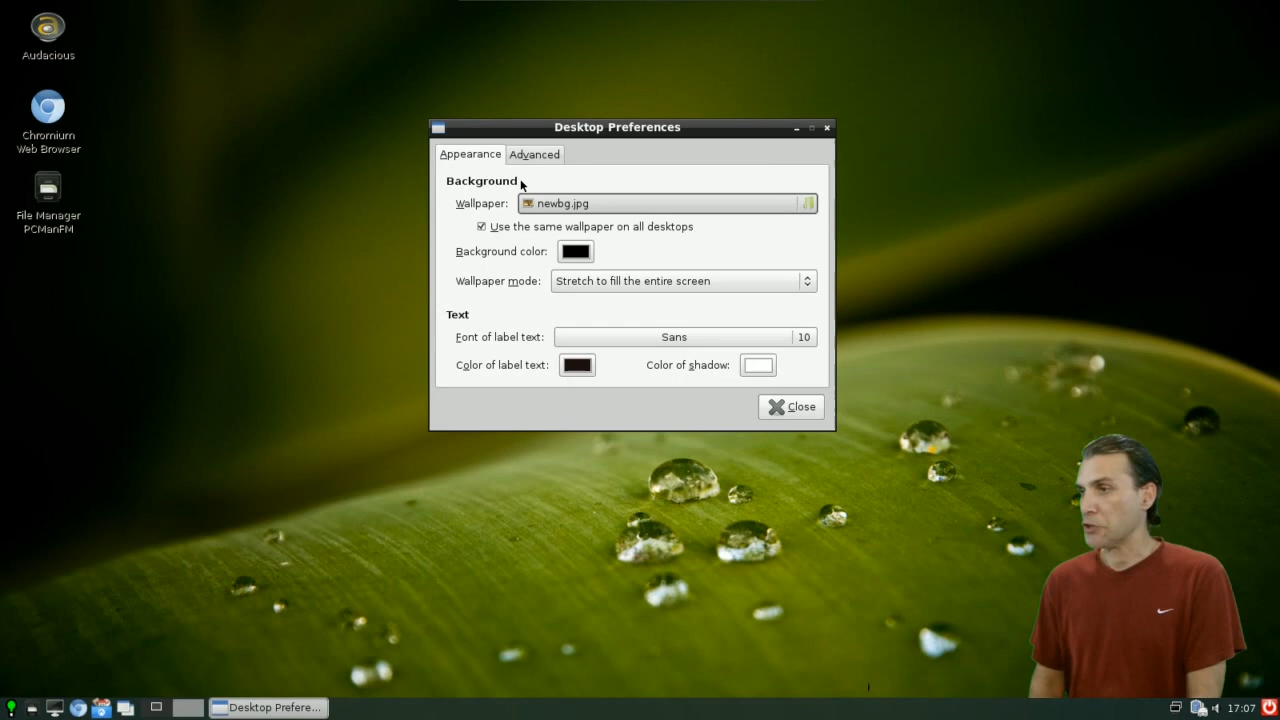 Audacious
Chromium
Web Browser
File Manager
PCManFM
Desktop Preferences
Appearance
Advanced
Background
Wallpaper:
newbg.jpg
Use the same wallpaper on all desktops
Background color:
Wallpaper mode:
Stretch to fill the entire screen
Text
Font of label text:
Sans
10
Color of label text:
Color of shadow:
Close
Desktop Prefere...
17:07